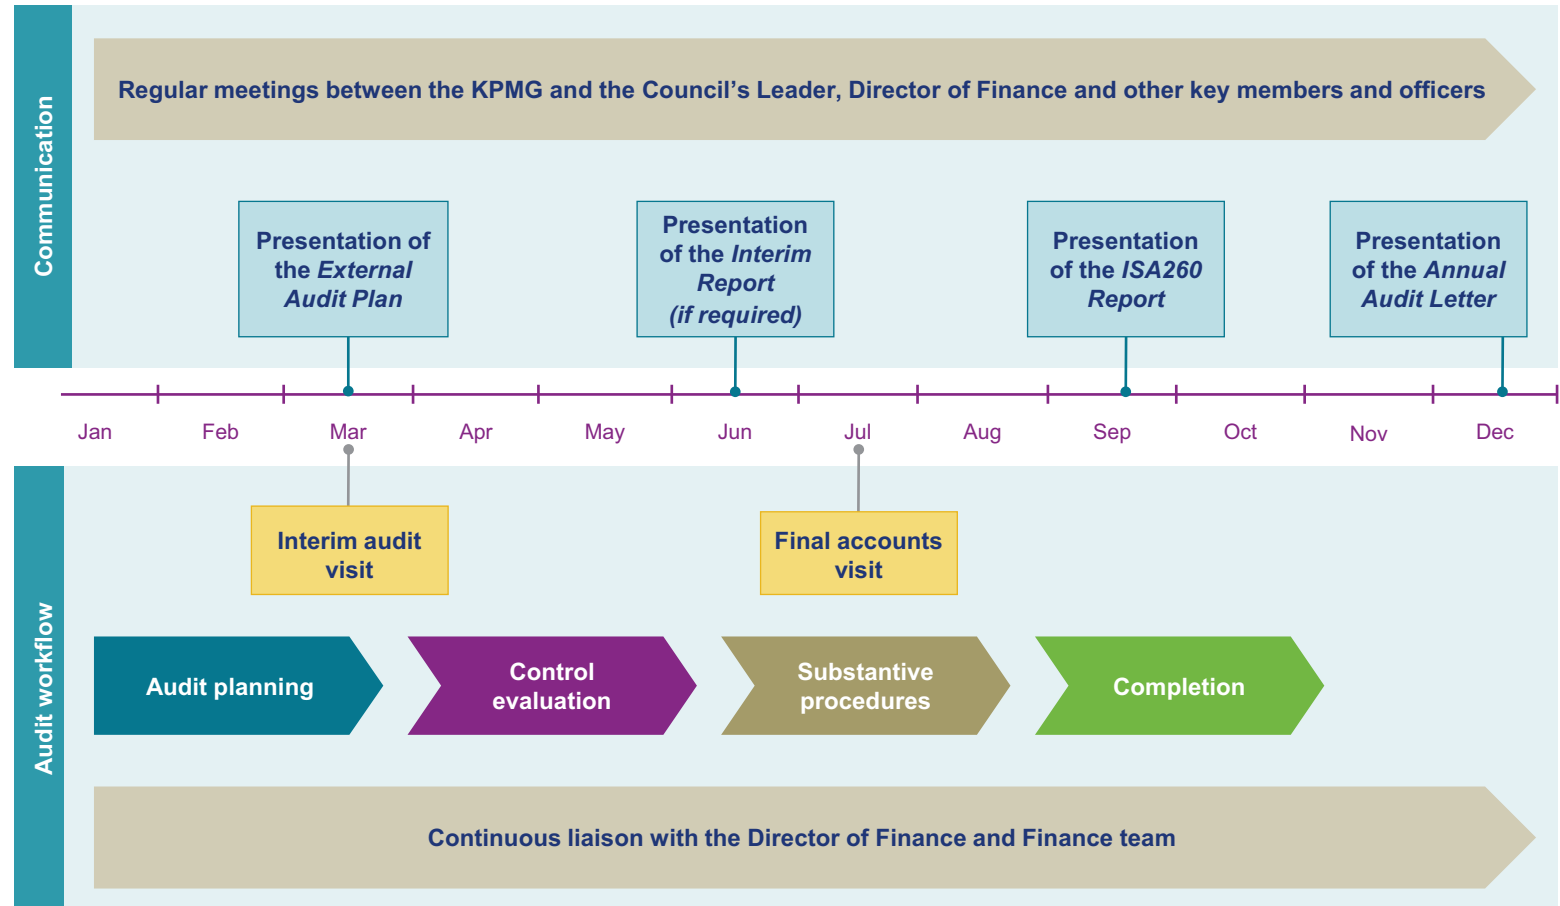 Communication
Regular meetings between the KPMG and the Council's Leader, Director of Finance and other key members and officers
Presentation of
the External
Audit Plan
Presentation
of the Interim
Report
(if required)
Presentation
of the ISA260
Report
Presentation
of the Annual
Audit Letter
Jan
Feb
Mar
Apr
May
Jun
Jul
Aug
Sep
Oct
Nov
Dec
Audit workflow
Interim audit
visit
Final accounts
visit
Audit planning
Control
evaluation
Substantive
procedures
Completion
Continuous liaison with the Director of Finance and Finance team